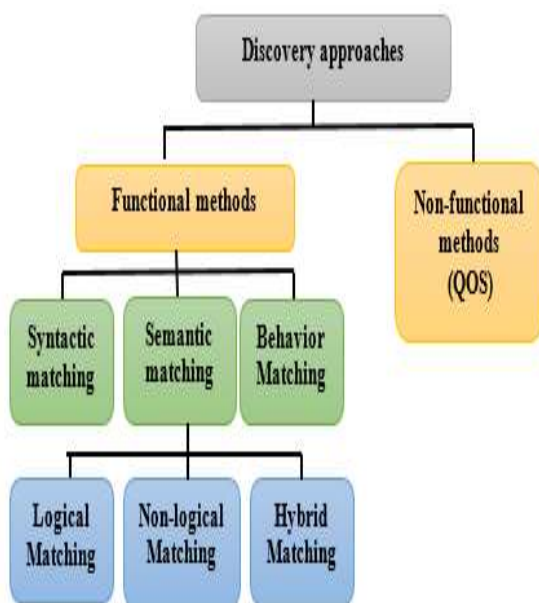 Discovery approaches
Functional methods
Non-functional
methods
(QOS)
Syntactic
matching
Semantic
matching
Behavior
Matching
Logical
Matching
Non-logical
Matching
Hybrid
Matching